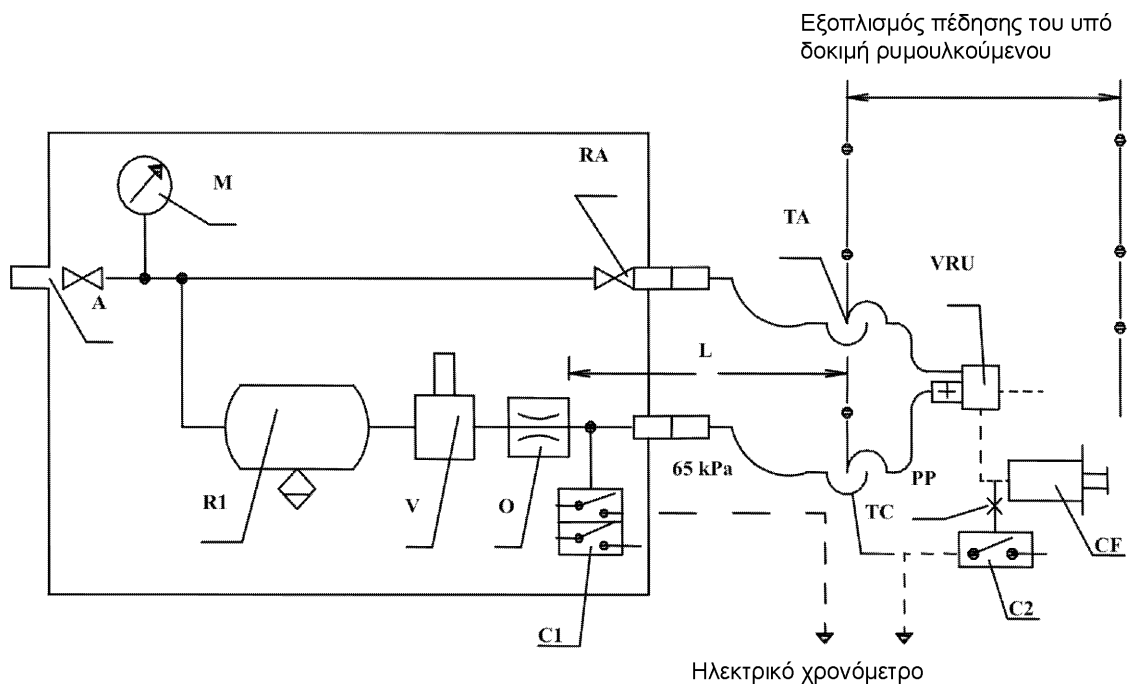 Εξοπλισμός πέδησης του υπό
δοκιμή ρυμουλκούμενου
RA
M
TA
VRU
A
L
65 kPa
PP
R1
V
O
TC
CF
C2
C1
Ηλεκτρικό χρονόμετρο